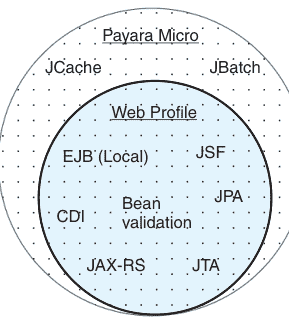 Payara Micro
JCache JBatch
Web Profile
EJB (Local) JSF
JPA
Bean
CDI
validation
JAX-RS JTA